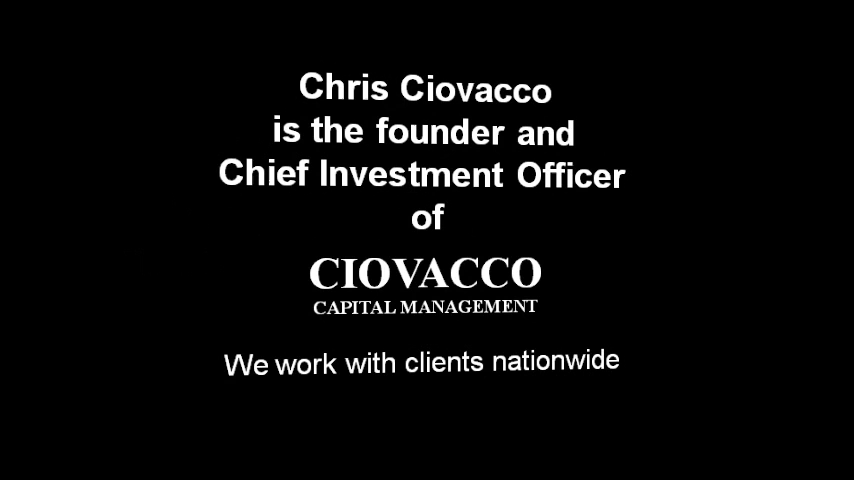 Chris Ciovacco
is the founder and
Chief Investment Officer
of
CIOVACCO
CAPITAL MANAGEMENT
We work with clients nationwide